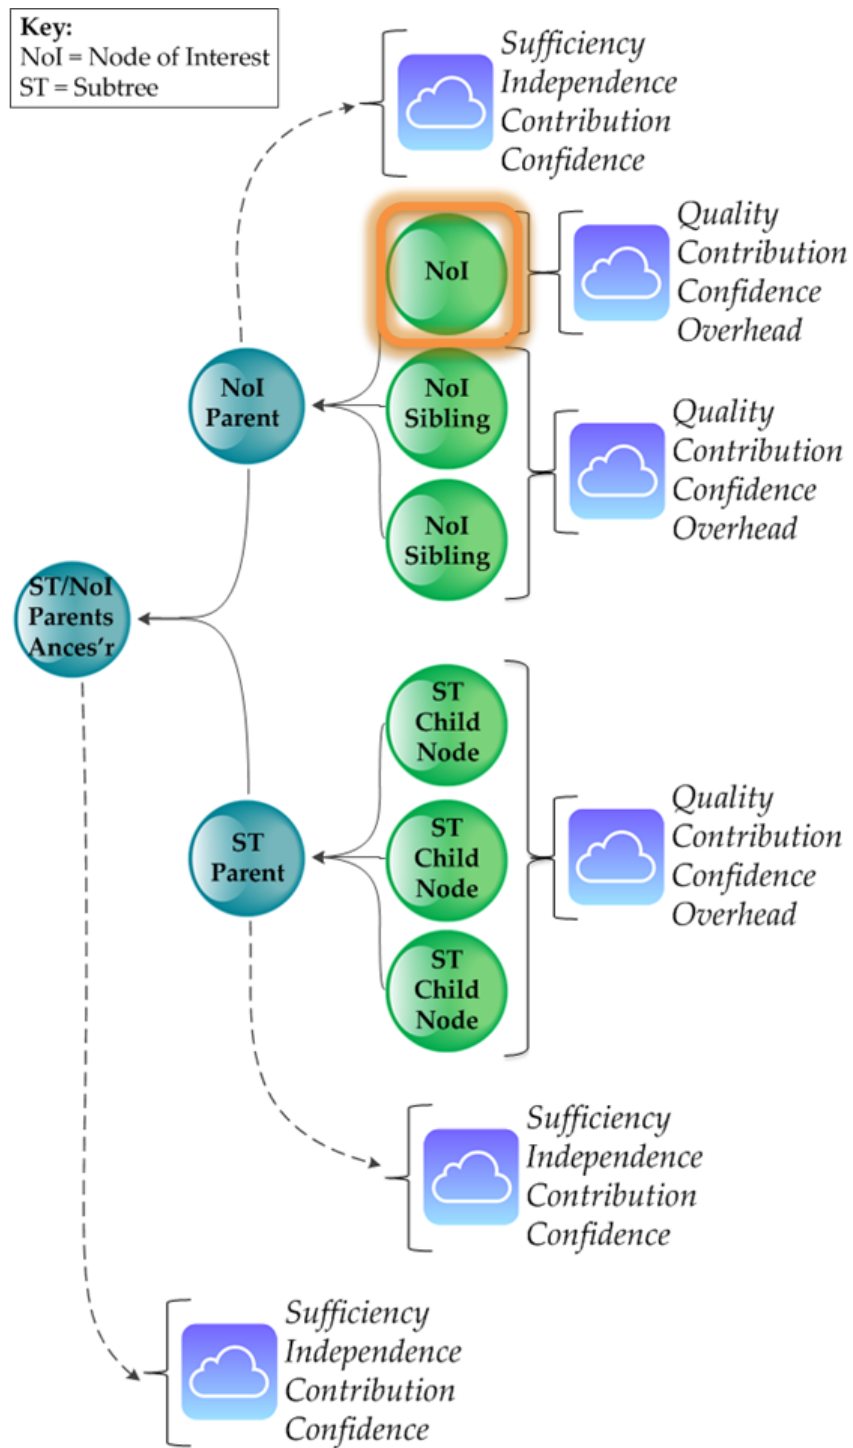 Key:
NoI = Node of Interest
ST = Subtree
Sufficiency
Independence
Contribution
Confidence
NoI
Quality
Contribution
Confidence
Overhead
NoI
Parent
NoI
Sibling
NoI
Sibling
Quality
Contribution
Confidence
Overhead
ST/NoI
Parents
Ances'r
ST
Child
Node
ST
Parent
ST
Child
Node
ST
Child
Node
Quality
Contribution
Confidence
Overhead
Sufficiency
Independence
Contribution
Confidence
Sufficiency
Independence
Contribution
Confidence